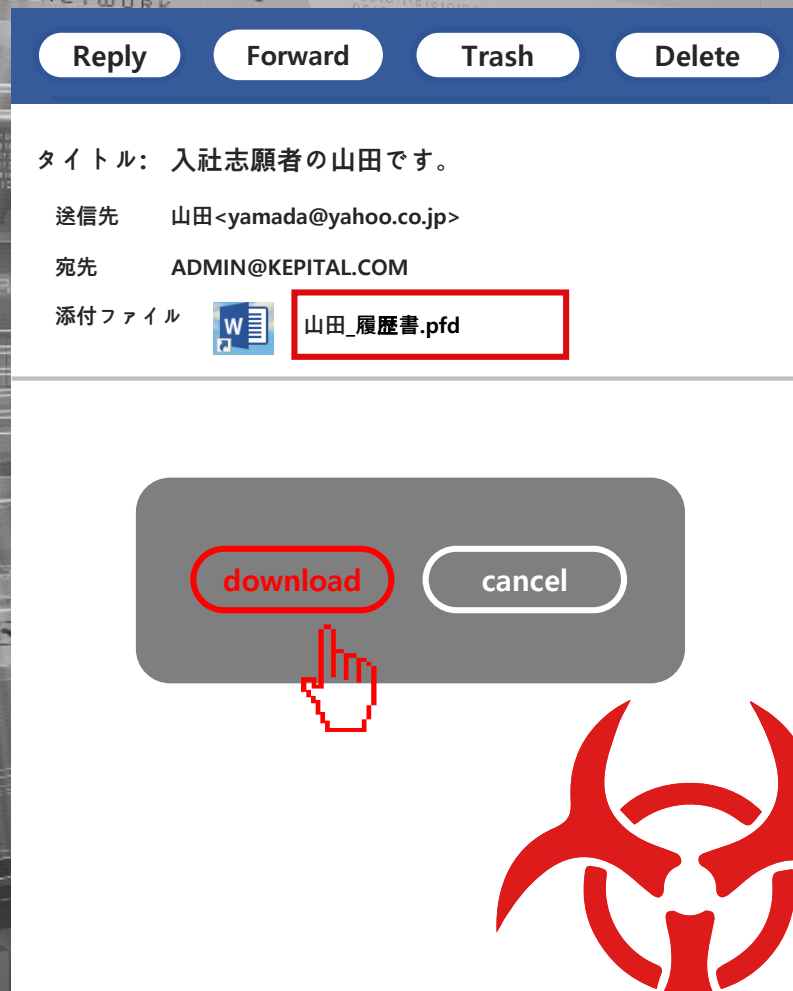 NETWORK
Reply Forward Trash Delete
タイトル: 入社志願者の山田です。
送信先 山田<yamada@yahoo.co.jp>
宛先 ADMIN@KEPITAL.COM
添付ファイル W 山田_履歴書.pfd
download cancel